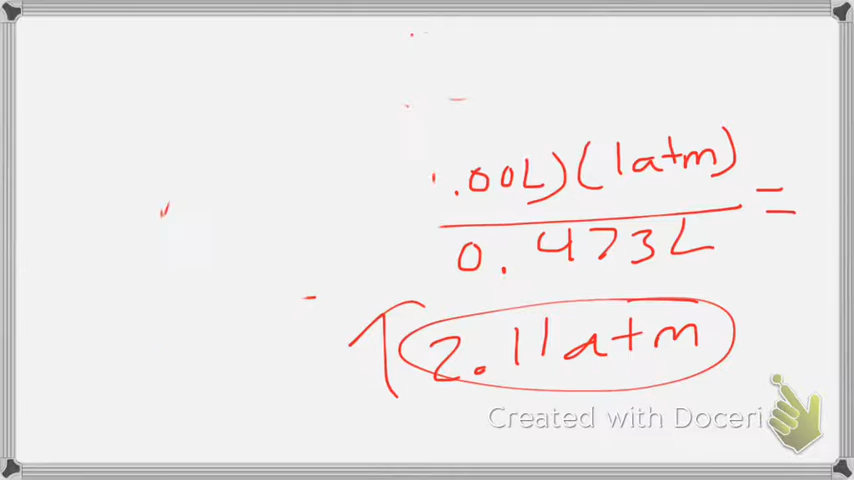 .00L)(1atm)
0.473L
=
2.11atm
Created with Doceri